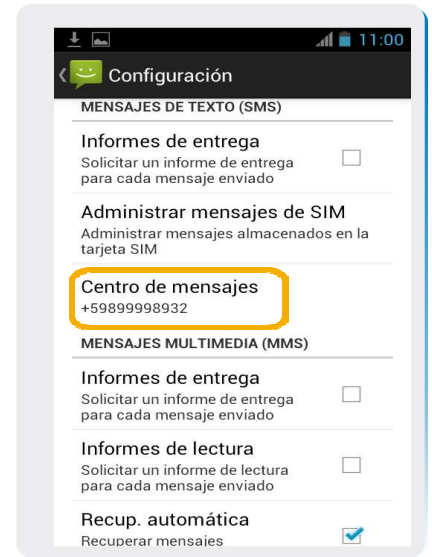 11:00
Configuración
MENSAJES DE TEXTO (SMS)
Informes de entrega
Solicitar un informe de entrega
para cada mensaje enviado
Administrar mensajes de SIM
Administrar mensajes almacenados en la
tarjeta SIM
Centro de mensajes
+59899998932
MENSAJES MULTIMEDIA (MMS)
Informes de entrega
Solicitar un informe de entrega
para cada mensaje enviado
Informes de lectura
Solicitar un informe de lectura
para cada mensaje enviado
Recup. automática
Recuperar mensajes